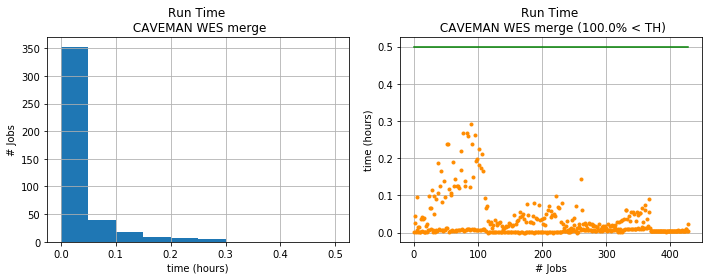 Run Time
CAVEMAN WES merge
350
300
250
200
150
100
50
0
# Jobs
0.0 0.1 0.2 0.3 0.4 0.5
time (hours)
Run Time
CAVEMAN WES merge (100.0% < TH)
0.5
0.4
0.3
0.2
0.1
0.0
time (hours)
0 100 200 300 400
# Jobs